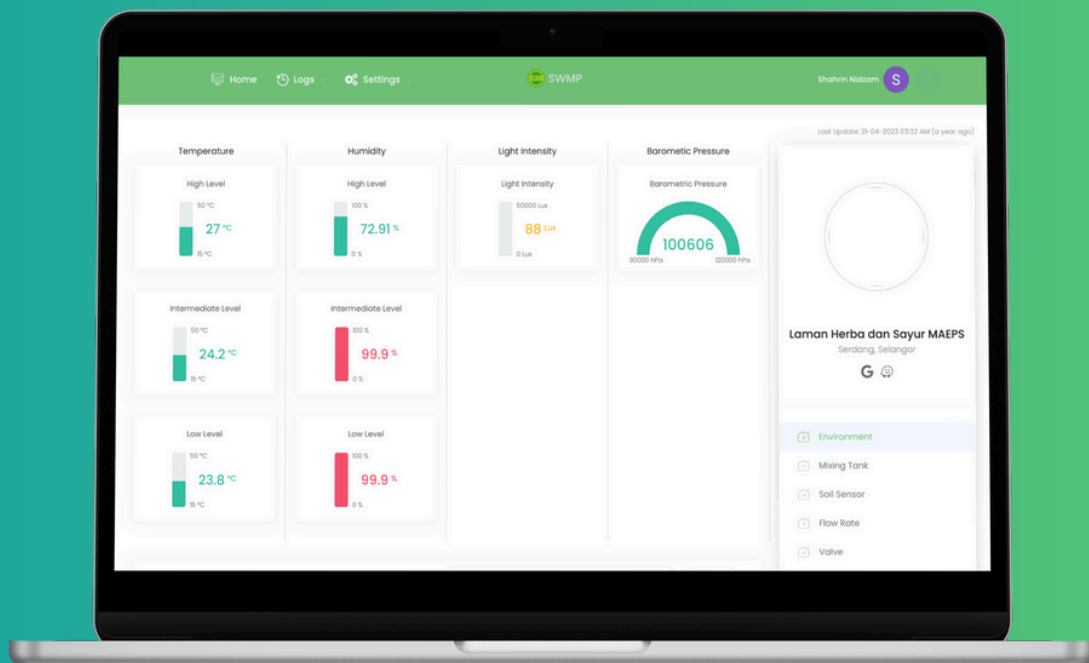 Home
Logs
Settings
SWMP
Shahrin Nidzam
S
Last Update: 21-04-2023 03:32 AM (a year ago)
Temperature
Humidity
Light Intensity
Barometic Pressure
High Level
50 °C
27 °C
15 °C
High Level
100 %
72.91 %
0 %
Light Intensity
50000 Lux
88 Lux
0 Lux
Barometric Pressure
100606
90000 hPa
120000 hPa
Intermediate Level
50 °C
24.2 °C
15 °C
Intermediate Level
100 %
99.9 %
0 %
Low Level
50 °C
23.8 °C
15 °C
Low Level
100 %
99.9 %
0 %
Laman Herba dan Sayur MAEPS
Serdang, Selangor
G
Environment
Mixing Tank
Soil Sensor
Flow Rate
Valve